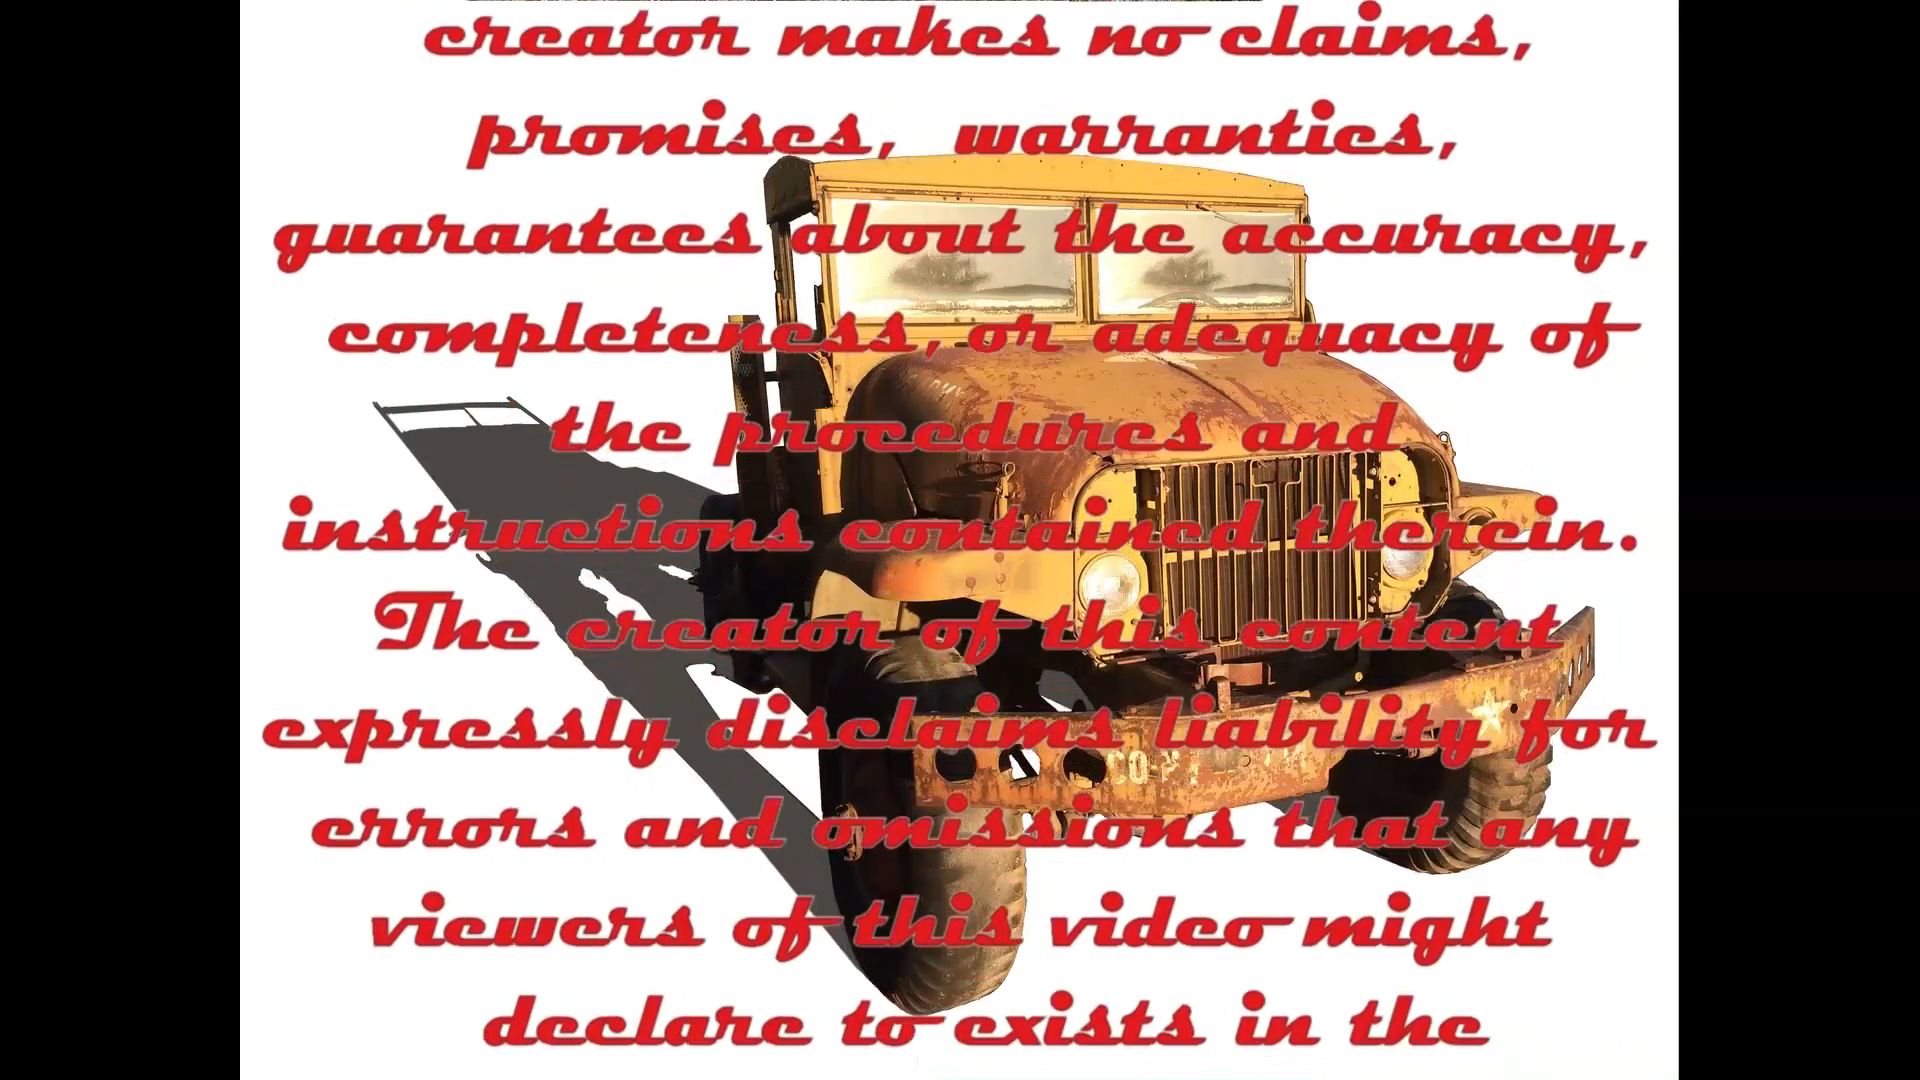 creator makes no claims,
promises, warranties,
guarantees about the accuracy,
completeness, or adequacy of
the procedures and
instructions contained therein.
The creator of this content
expressly disclaims liability for
errors and omissions that any
viewers of this video might
declare to exists in the